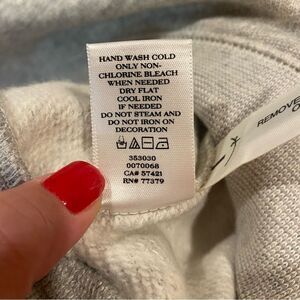 HAND WASH COLD
ONLY NON-
CHLORINE BLEACH
WHEN NEEDED
DRY FLAT
COOL IRON
IF NEEDED
DO NOT STEAM AND
DO NOT IRON ON
DECORATION
353030
0070068
CA# 57421
RN# 77379
REMOVE